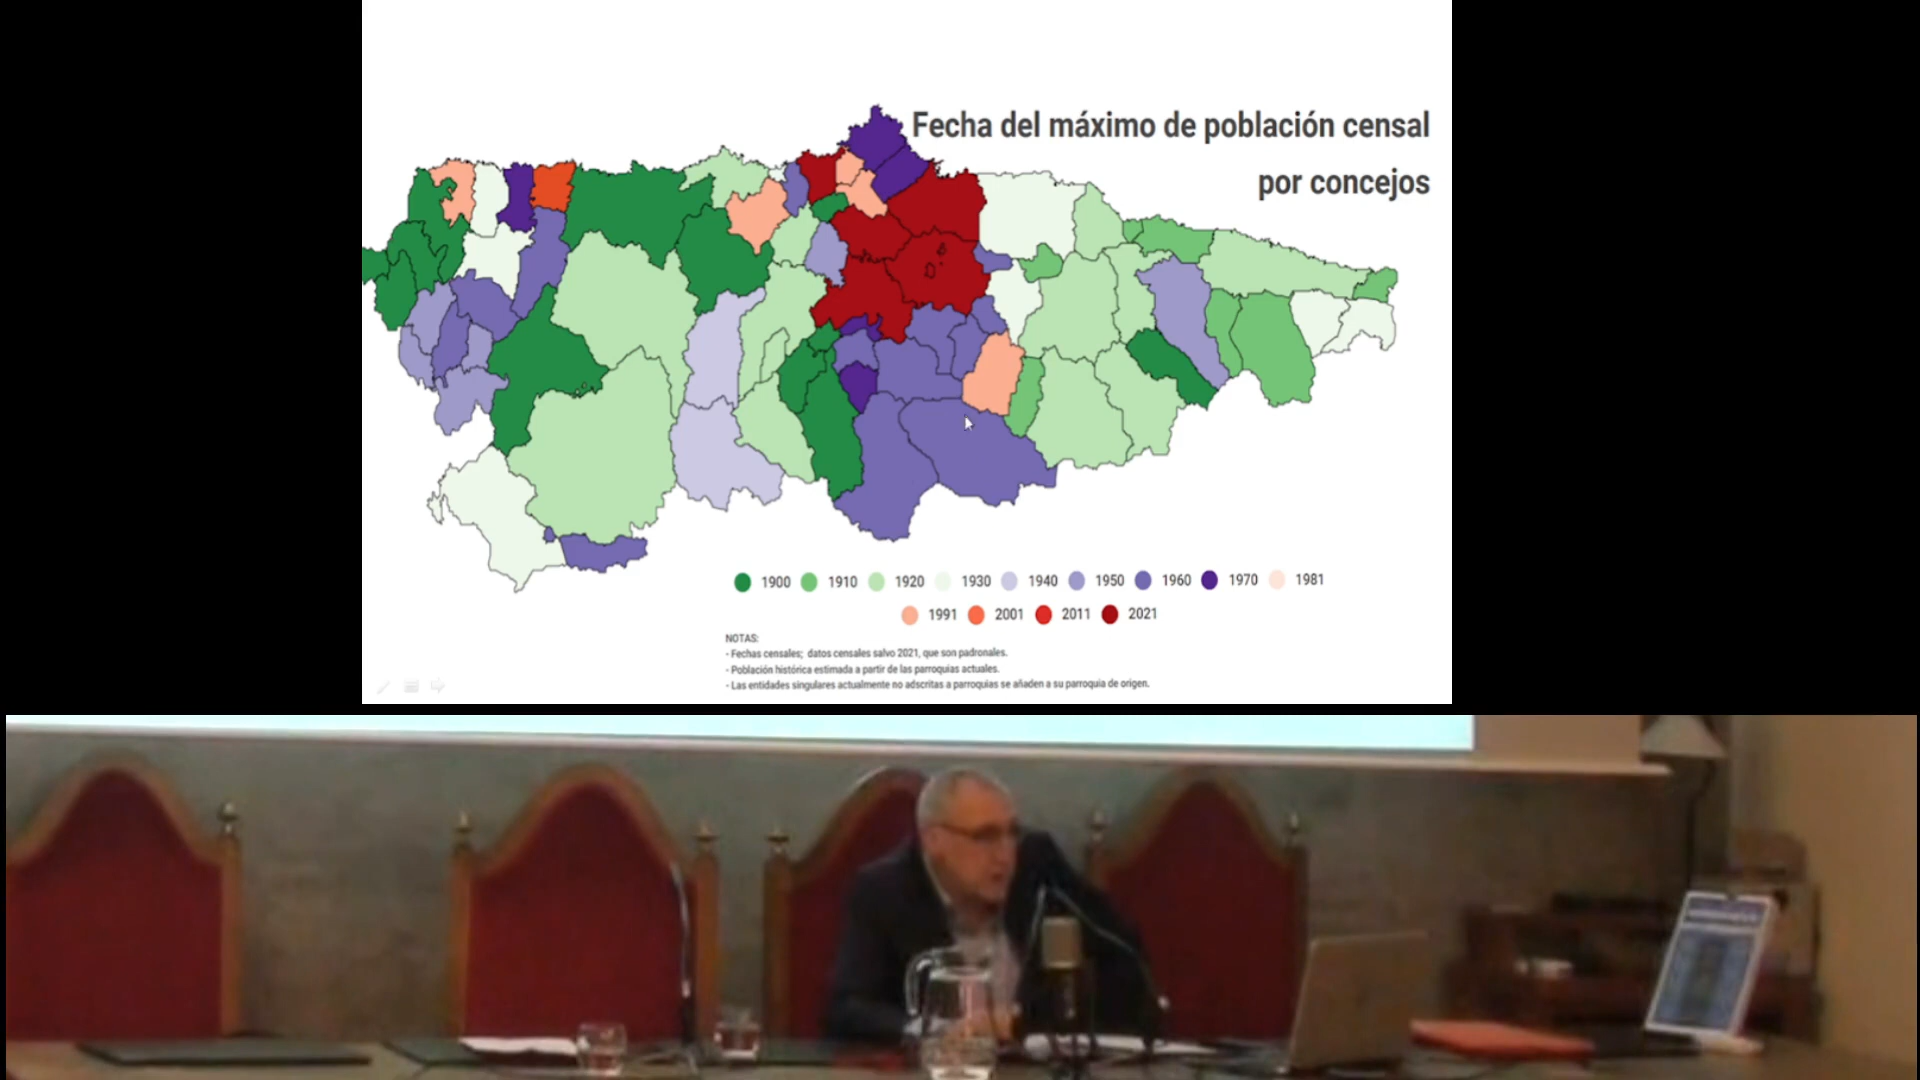 Fecha del máximo de población censal
por concejos
1900 1910 1920 1930 1940 1950 1960 1970 1981
1991 2001 2011 2021
NOTAS:
- Fechas censales; datos censales salvo 2021, que son padronales.
- Población histórica estimada a partir de las parroquias actuales.
- Las entidades singulares actualmente no adscritas a parroquias se añaden a su parroquia de origen.